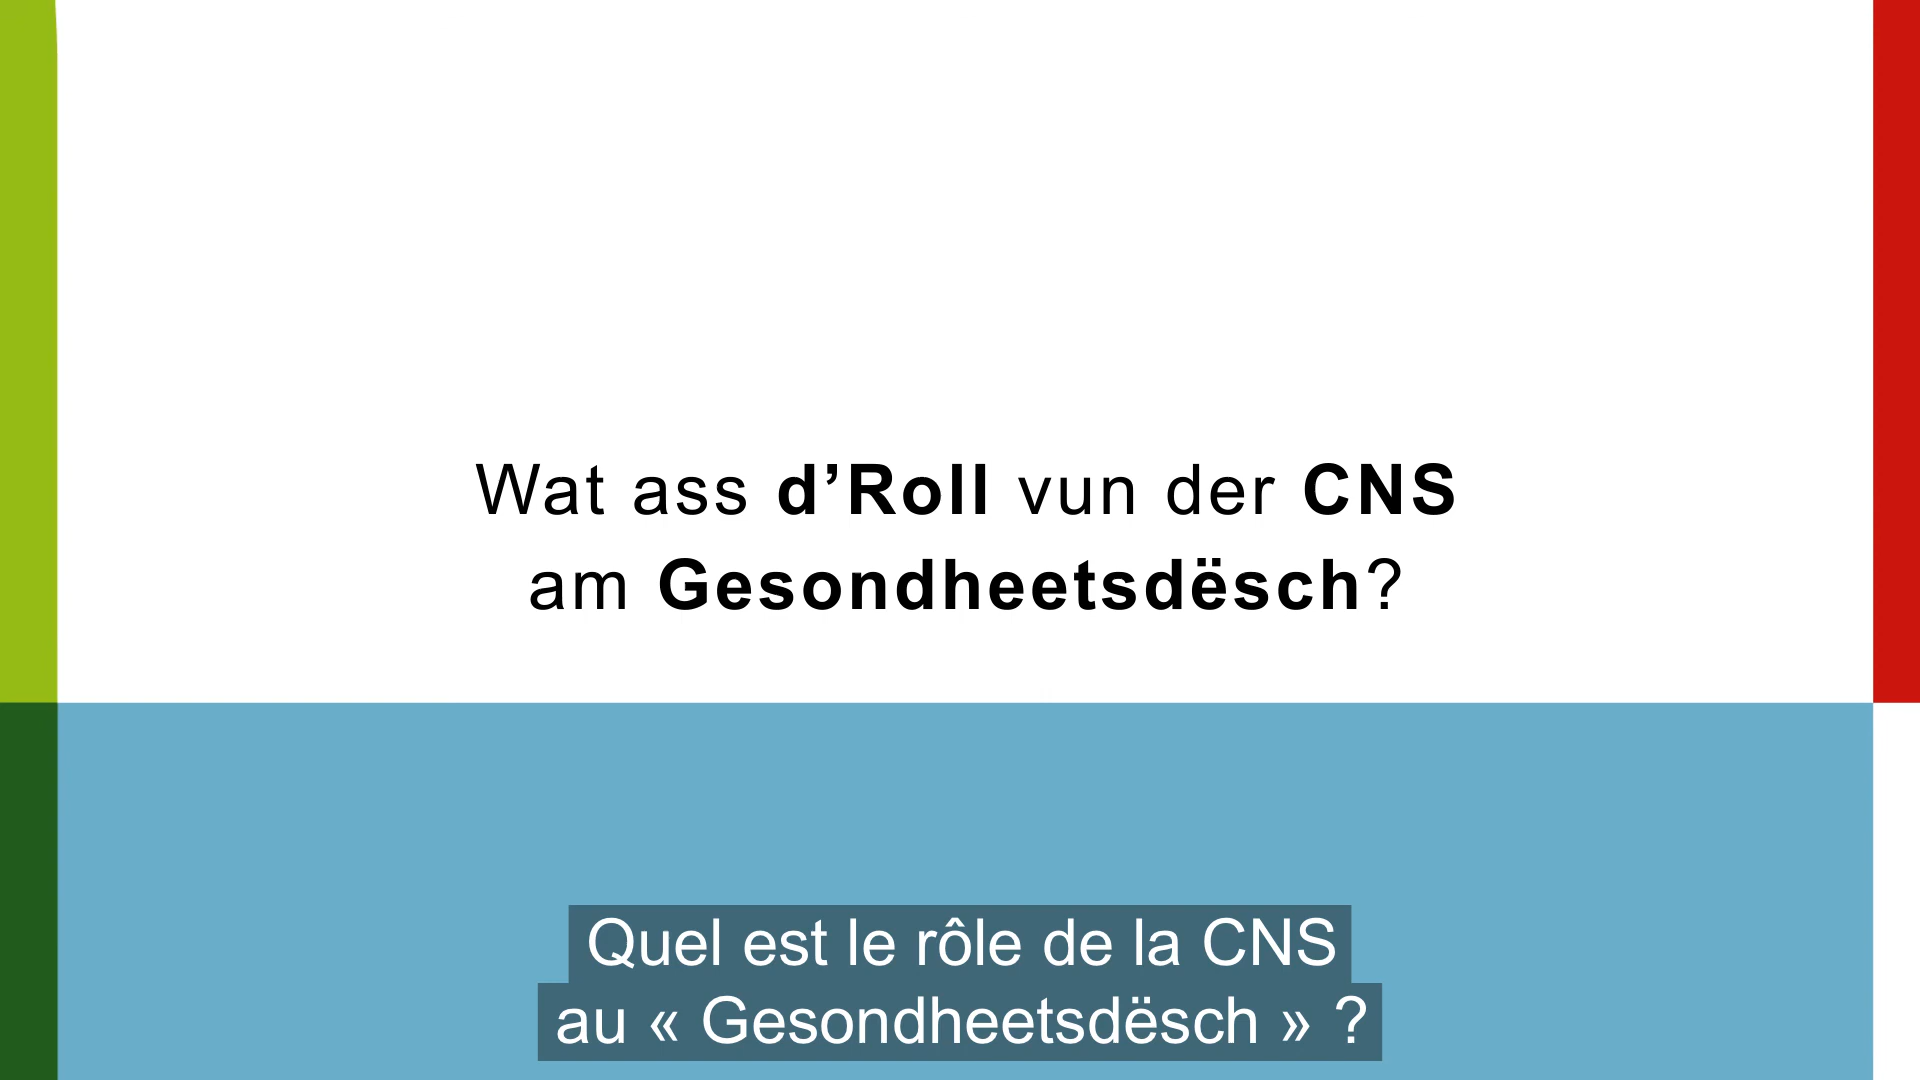 Wat ass d’Roll vun der CNS
am Gesondheetsdësch?
Quel est le rôle de la CNS
au « Gesondheetsdësch » ?